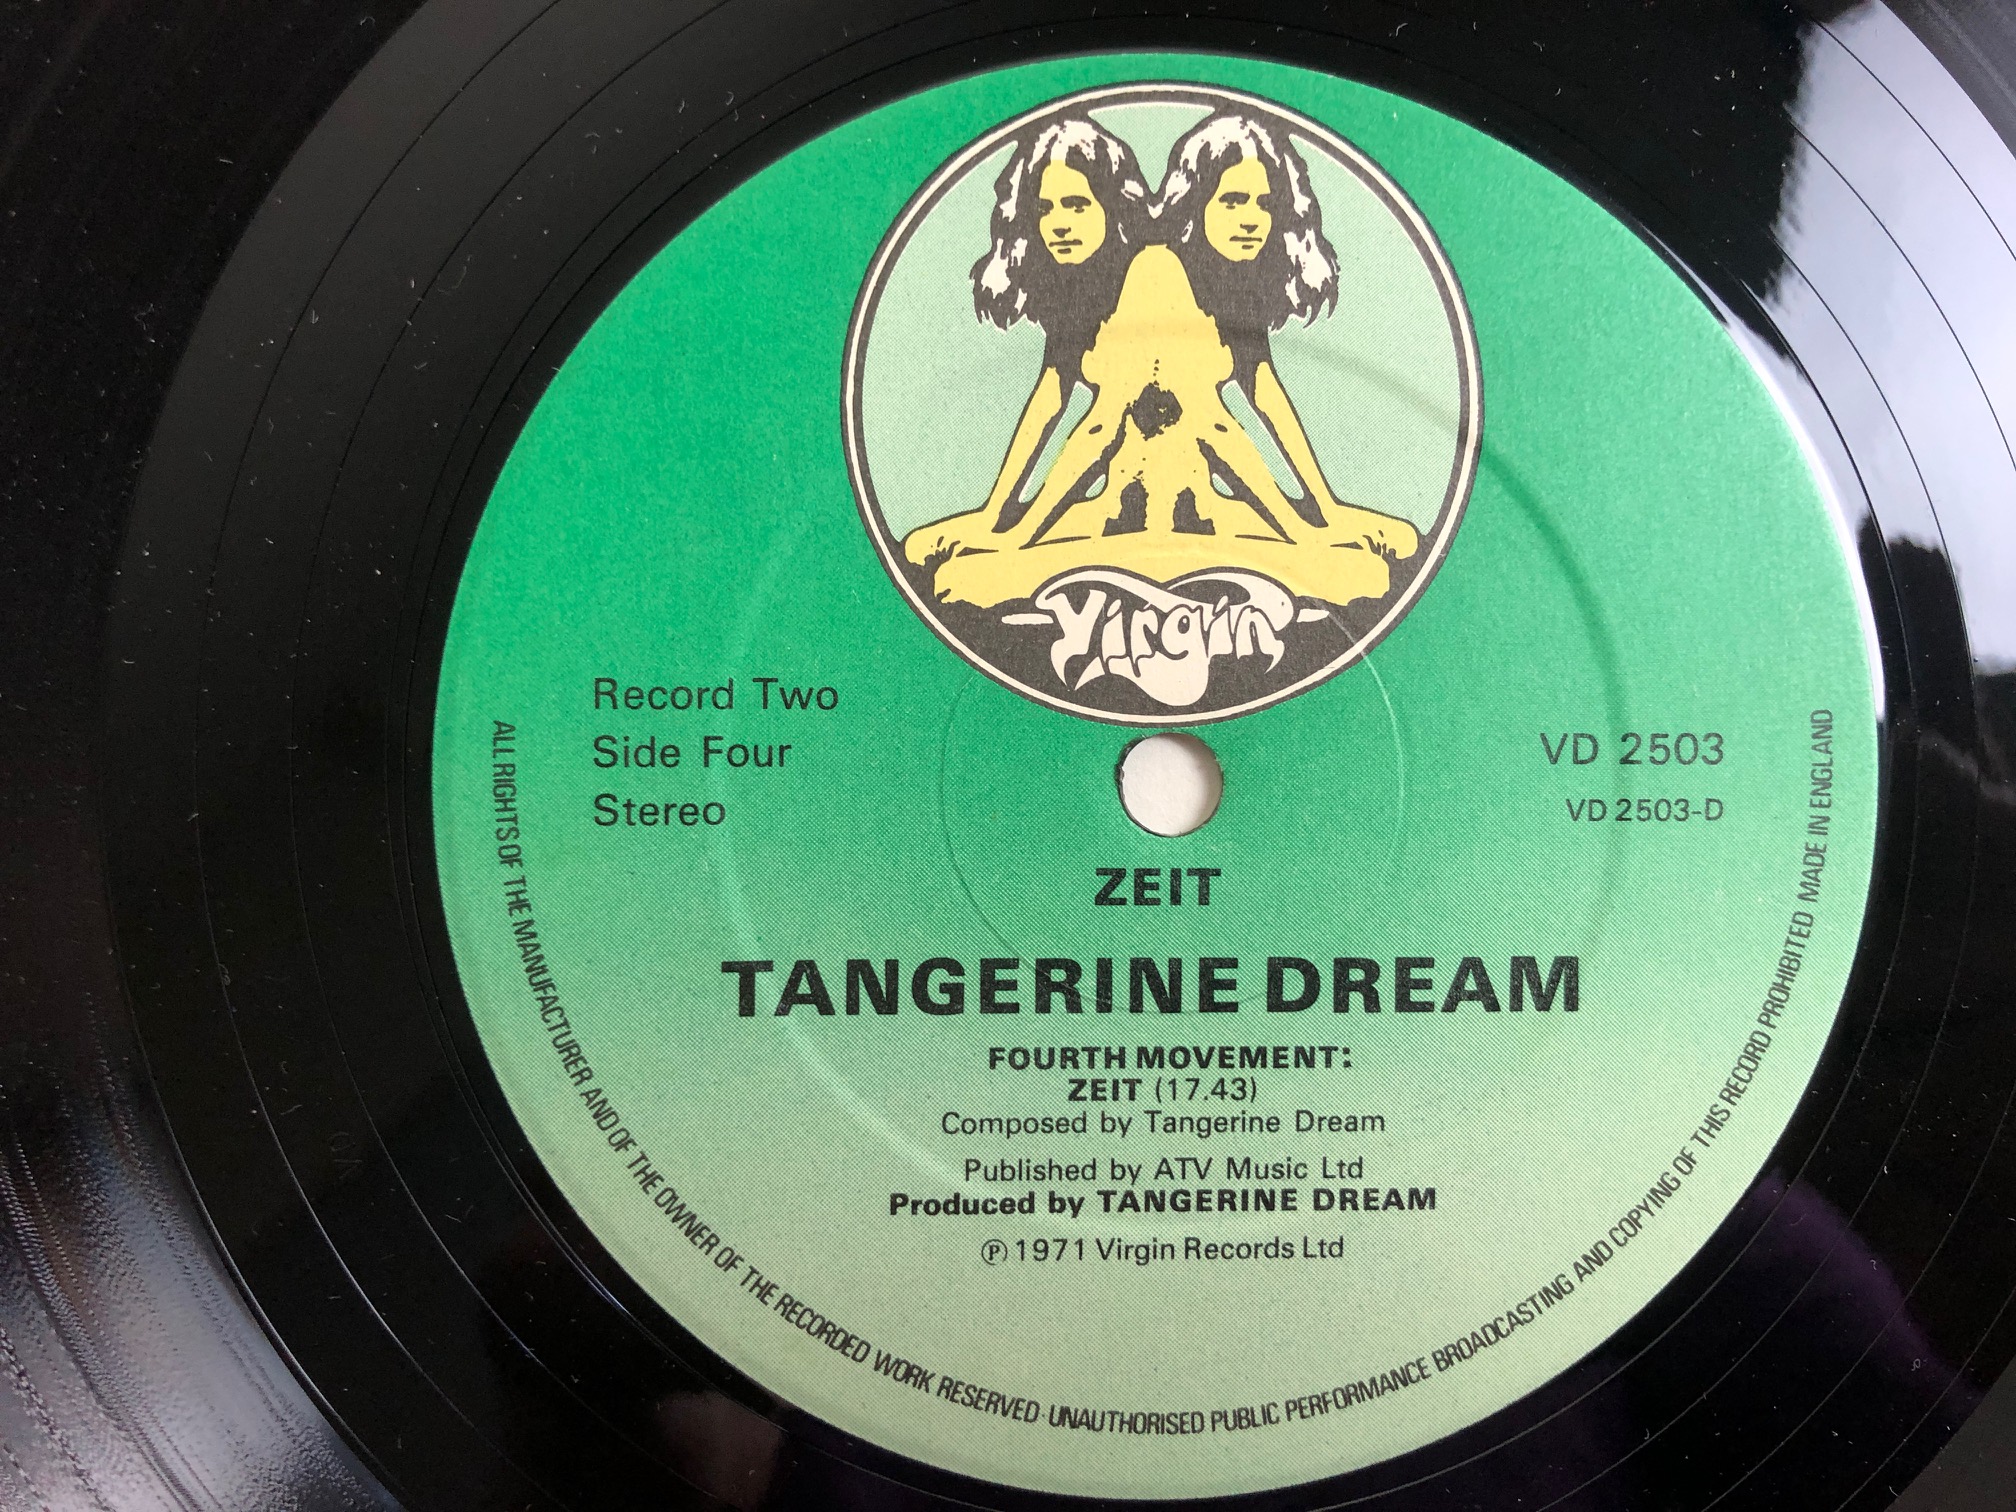 Virgin
Record Two
Side Four
Stereo
VD 2503
VD 2503-D
ZEIT
TANGERINE DREAM
FOURTH MOVEMENT:
ZEIT (17.43)
Composed by Tangerine Dream
Published by ATV Music Ltd
Produced by TANGERINE DREAM
℗ 1971 Virgin Records Ltd
ALL RIGHTS OF THE MANUFACTURER AND OF THE OWNER OF THE RECORDED WORK RESERVED · UNAUTHORISED PUBLIC PERFORMANCE BROADCASTING AND COPYING OF THIS RECORD PROHIBITED MADE IN ENGLAND